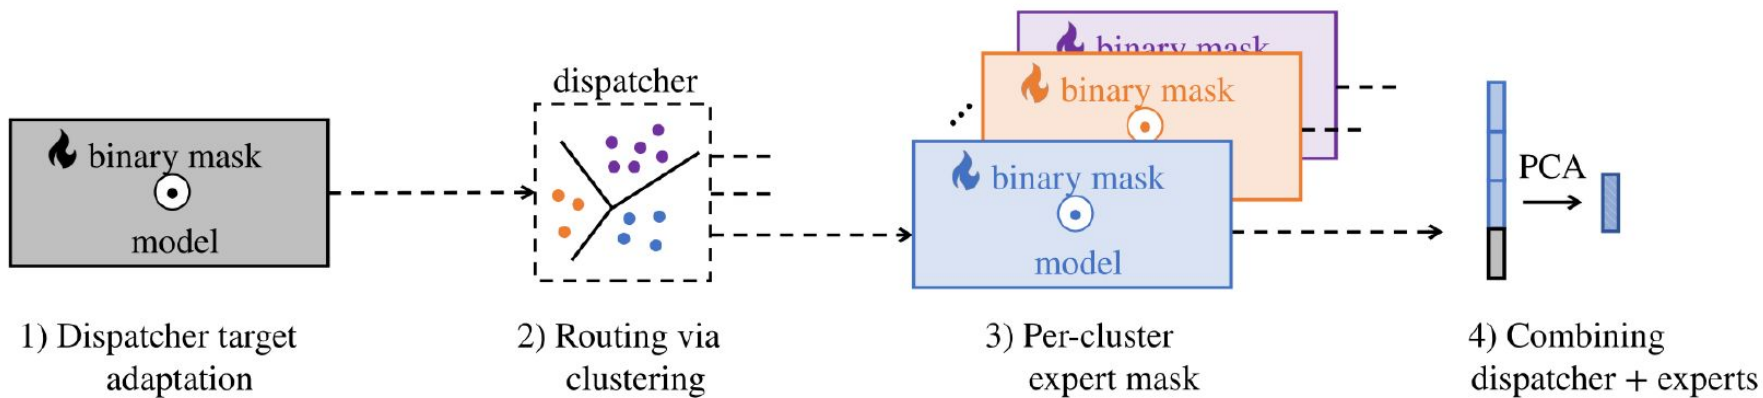 binary mask
model
1) Dispatcher target
adaptation
dispatcher
2) Routing via
clustering
binary mask
binary mask
binary mask
model
3) Per-cluster
expert mask
PCA
4) Combining
dispatcher + experts